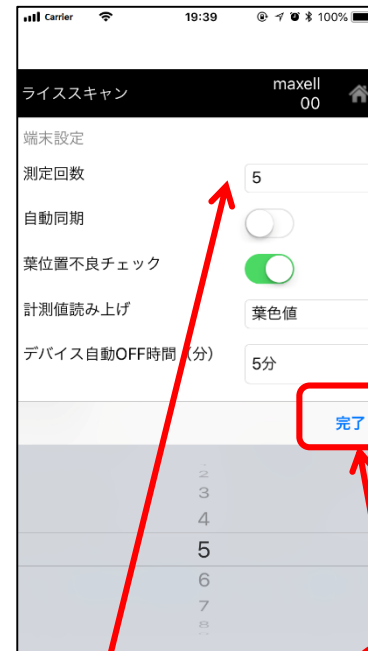 Carrier 19:39 100%
ライススキャン maxell
00
端末設定
測定回数 5
自動同期
葉位置不良チェック
計測値読み上げ 葉色値
デバイス自動OFF時間（分） 5分
完了
2
3
4
5
6
7
8